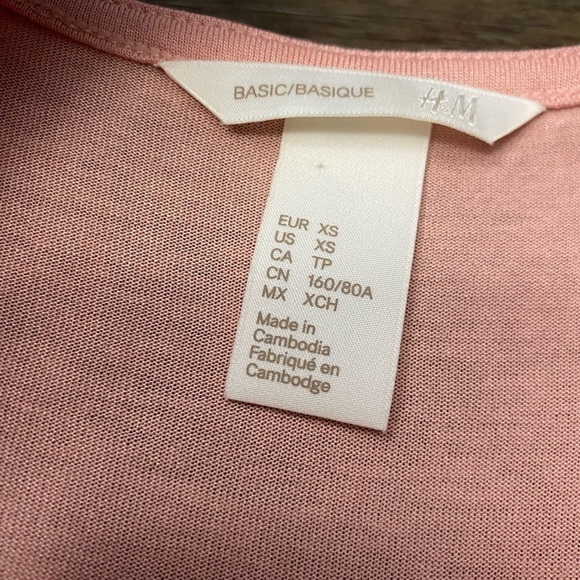 BASIC/BASIQUE
H&M
EUR XS
US XS
CA TP
CN 160/80A
MX XCH
Made in
Cambodia
Fabriqué en
Cambodge